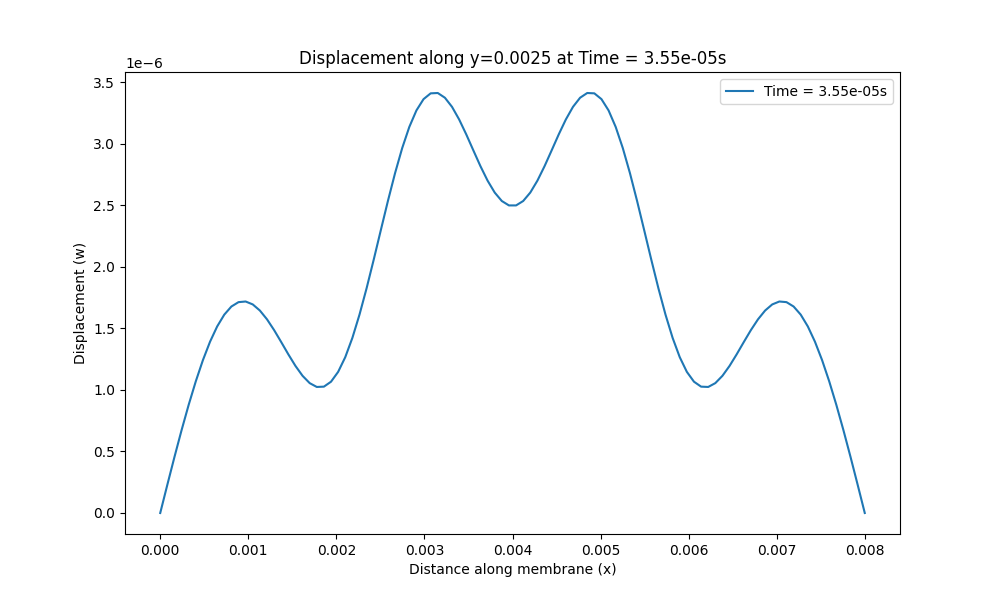 Displacement along y=0.0025 at Time = 3.55e-05s
1e−6
Time = 3.55e-05s
3.5
3.0
2.5
2.0
1.5
1.0
0.5
0.0
Displacement (w)
0.000 0.001 0.002 0.003 0.004 0.005 0.006 0.007 0.008
Distance along membrane (x)